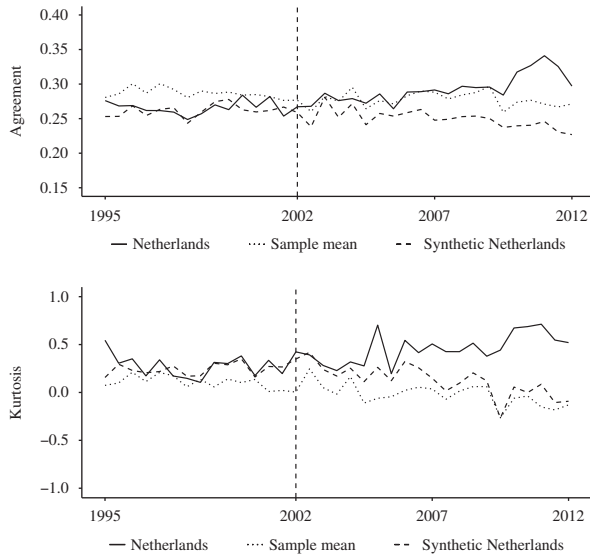 0.40
0.35
0.30
0.25
0.20
0.15
Agreement
1995 2002 2007 2012
Netherlands Sample mean Synthetic Netherlands
1.0
0.5
0.0
−0.5
−1.0
Kurtosis
1995 2002 2007 2012
Netherlands Sample mean Synthetic Netherlands